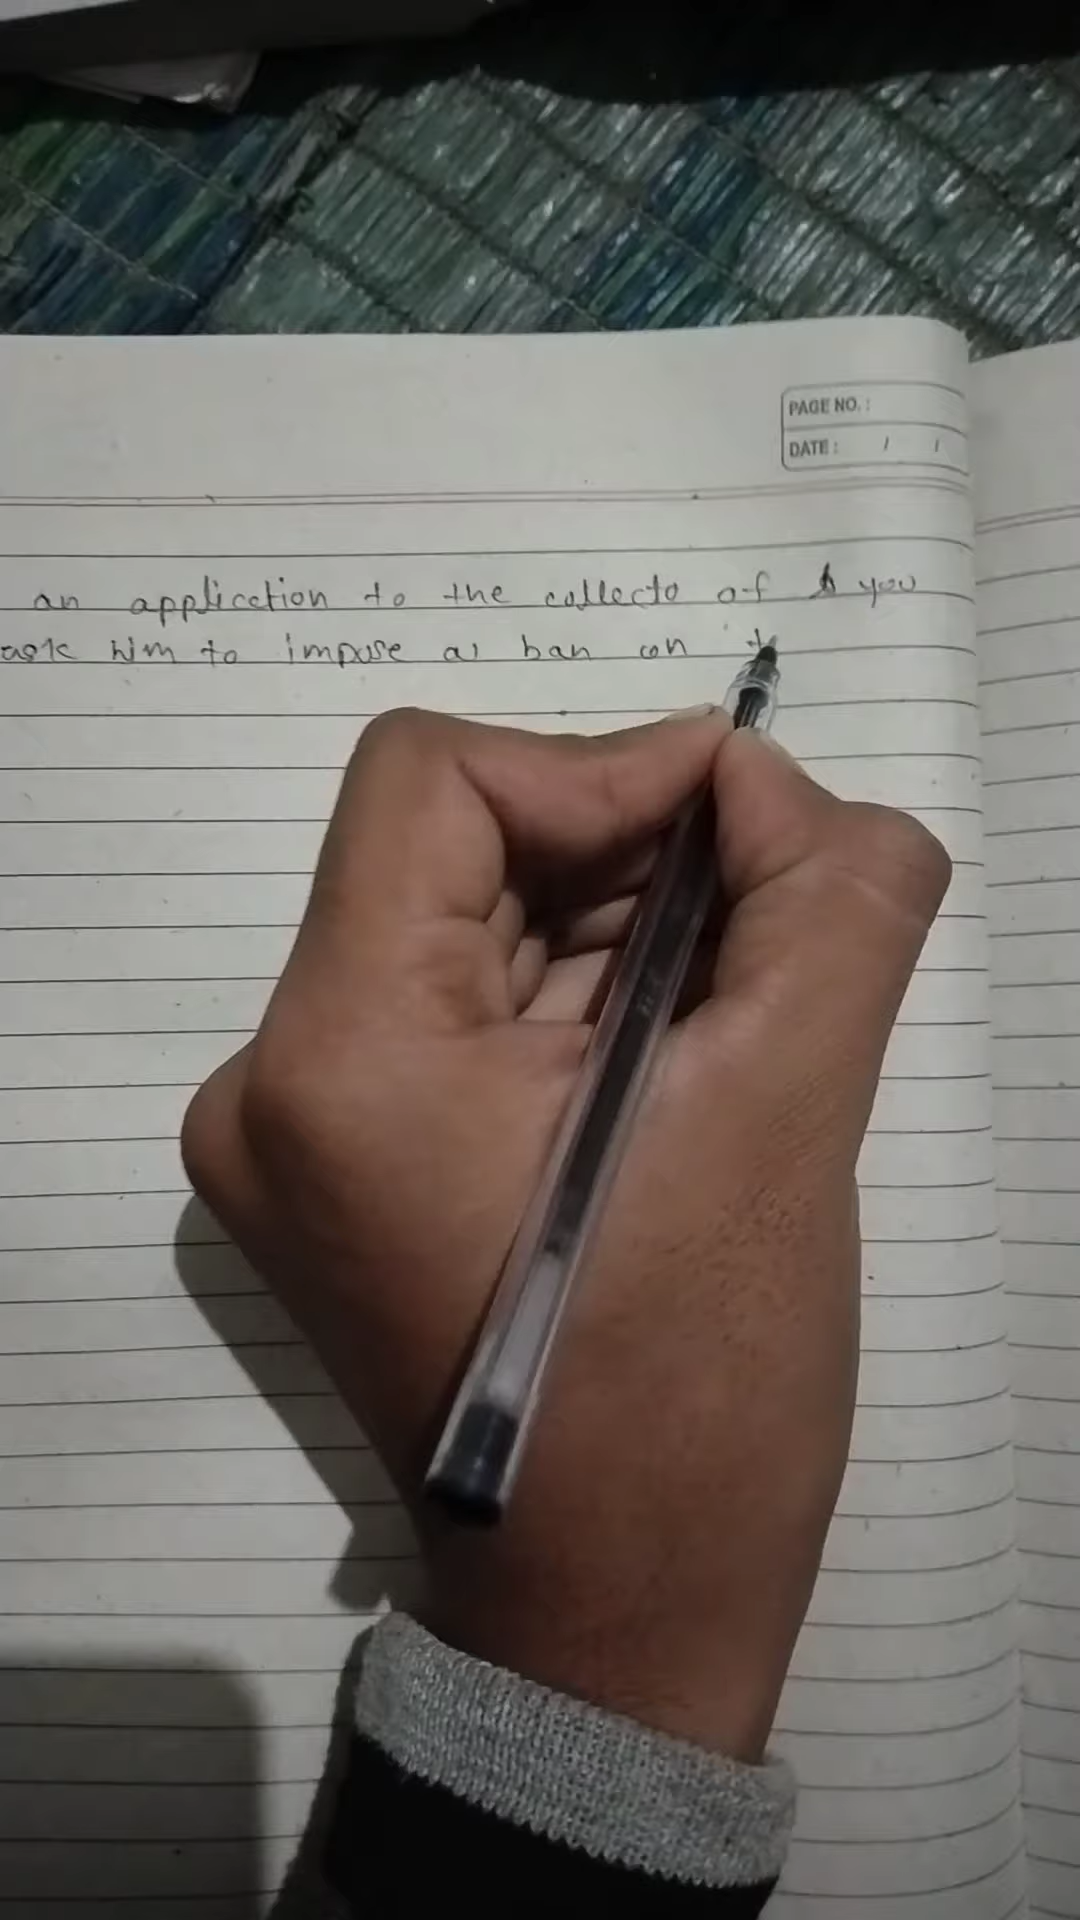 PAGE NO. :
DATE : / /
an application to the collecto of you
ask him to impose a ban on